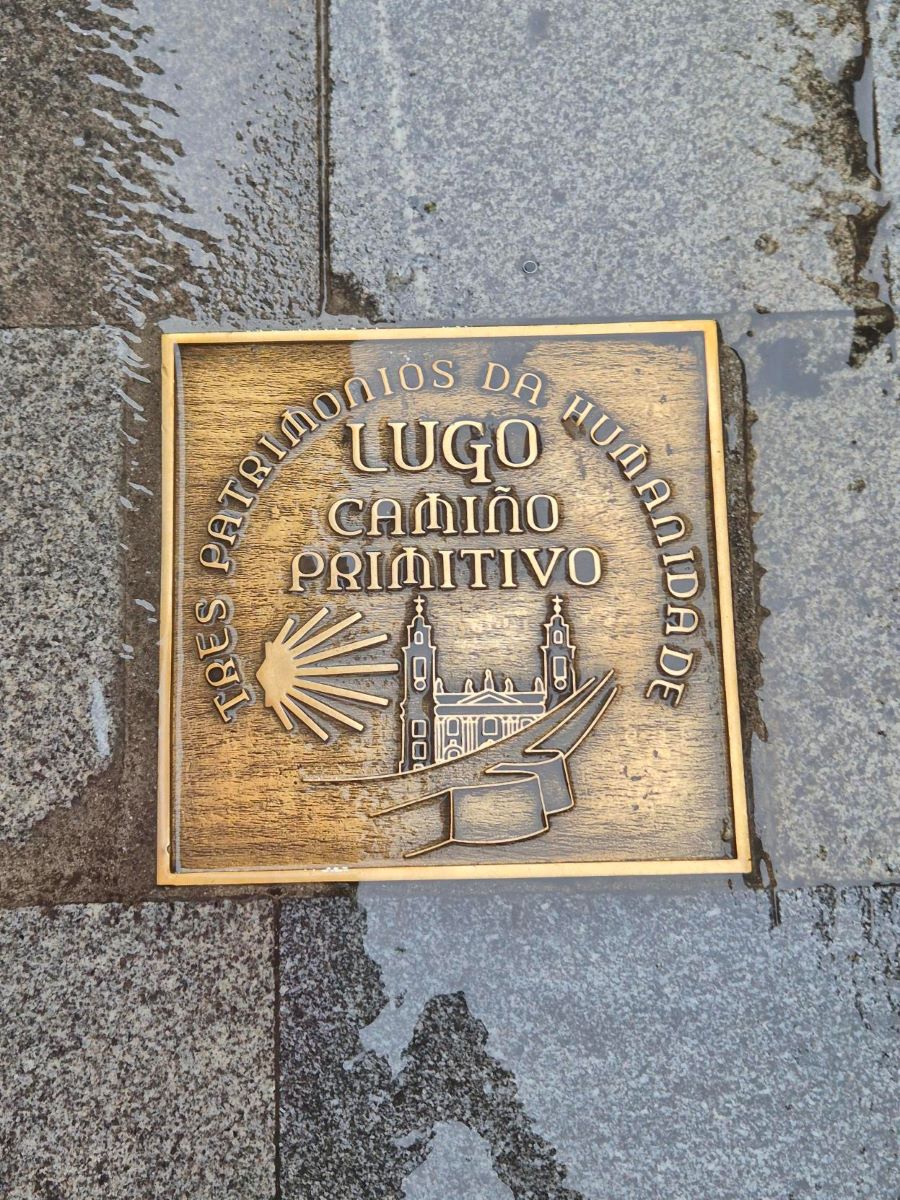 TRES PATRIMONIOS DA HUMANIDADE
LUGO
CAMIÑO
PRIMITIVO